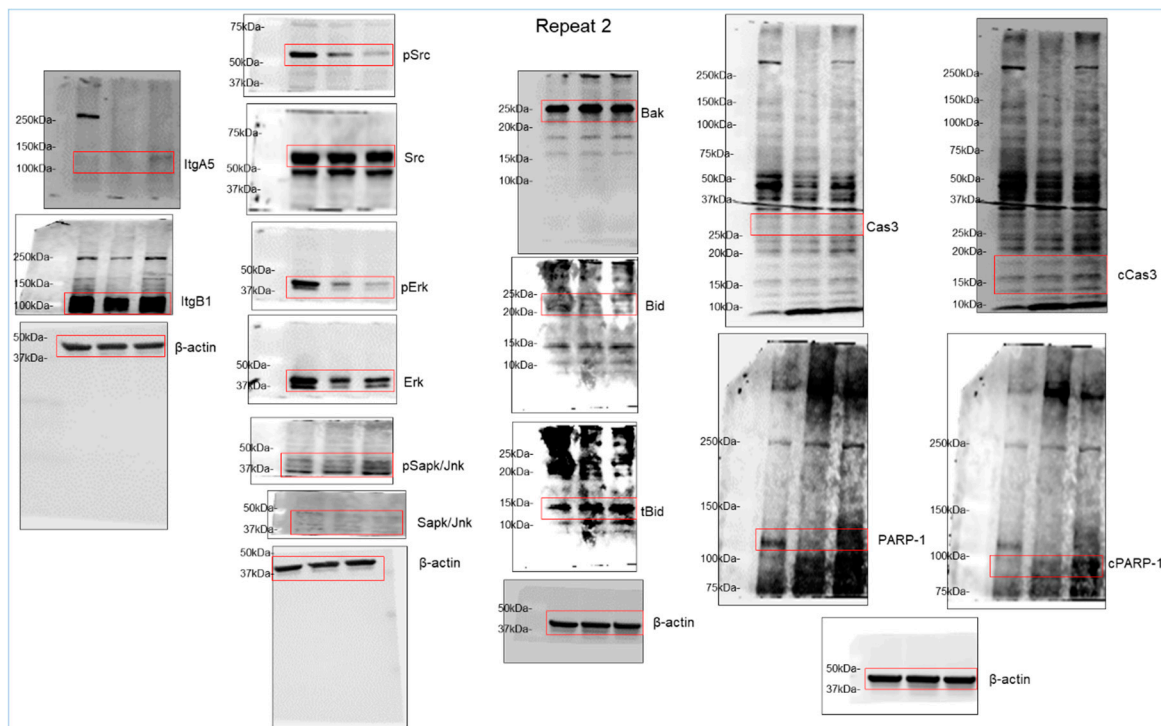 Repeat 2
250kDa-
150kDa-
100kDa-
ItgA5
250kDa-
150kDa-
100kDa-
ItgB1
50kDa-
37kDa-
β-actin
75kDa-
50kDa-
37kDa-
pSrc
75kDa-
50kDa-
37kDa-
Src
50kDa-
37kDa-
pErk
50kDa-
37kDa-
Erk
50kDa-
37kDa-
pSapk/Jnk
50kDa-
37kDa-
Sapk/Jnk
50kDa-
37kDa-
β-actin
25kDa-
20kDa-
10kDa-
Bak
25kDa-
20kDa-
15kDa-
10kDa-
Bid
25kDa-
20kDa-
15kDa-
10kDa-
tBid
50kDa-
37kDa-
β-actin
250kDa-
150kDa-
100kDa-
75kDa-
50kDa-
37kDa-
25kDa-
20kDa-
15kDa-
10kDa-
Cas3
250kDa-
150kDa-
100kDa-
75kDa-
50kDa-
37kDa-
25kDa-
20kDa-
15kDa-
10kDa-
cCas3
250kDa-
150kDa-
100kDa-
75kDa-
PARP-1
250kDa-
150kDa-
100kDa-
75kDa-
cPARP-1
50kDa-
37kDa-
β-actin